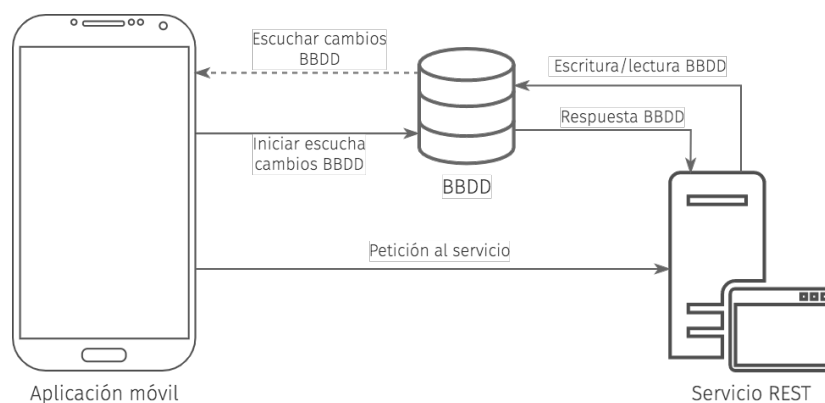 Escuchar cambios
BBDD
Escritura/lectura BBDD
Respuesta BBDD
Iniciar escucha
cambios BBDD
BBDD
Petición al servicio
Aplicación móvil
Servicio REST